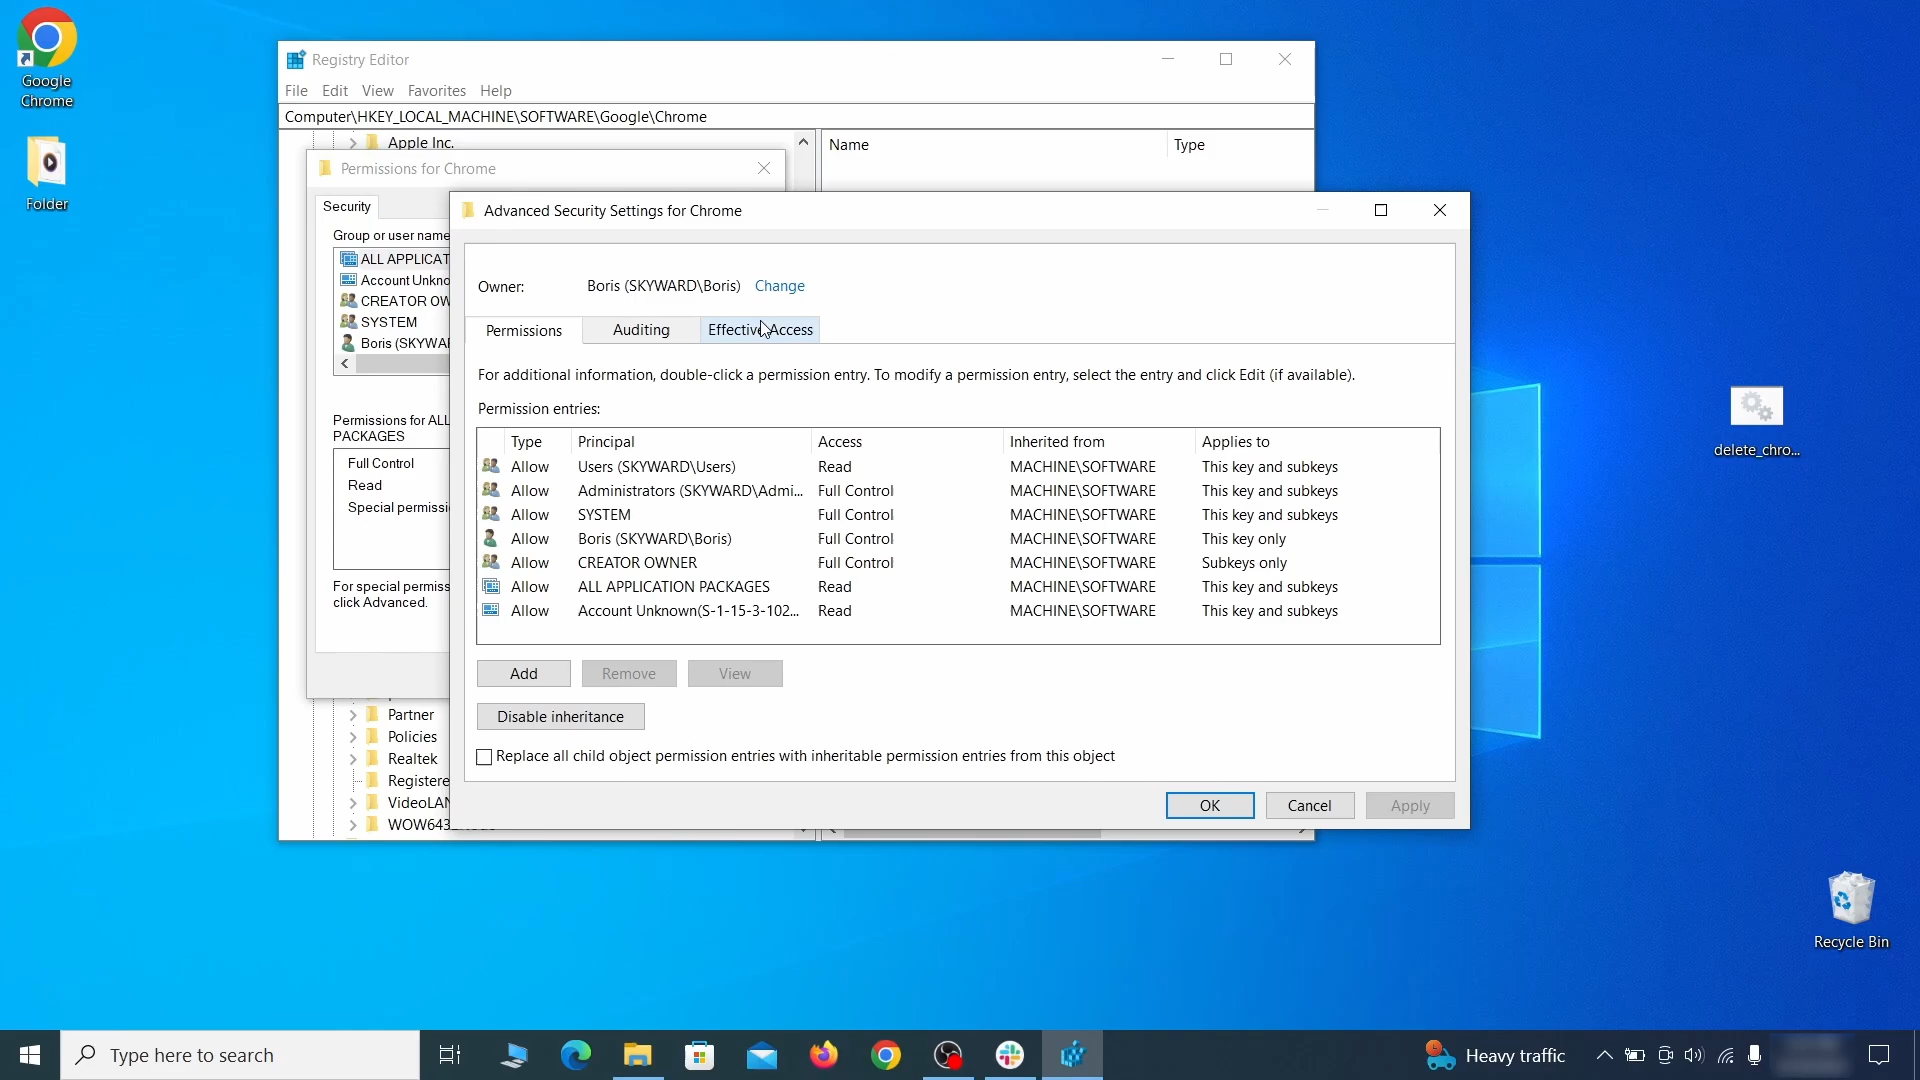 Google
Chrome
Folder
Registry Editor
File Edit View Favorites Help
Computer\HKEY_LOCAL_MACHINE\SOFTWARE\Google\Chrome
Apple Inc.
Name Type
Permissions for Chrome
Security
Group or user name
ALL APPLICAT
Account Unkno
CREATOR OW
SYSTEM
Boris (SKYWAR
Permissions for ALL
PACKAGES
Full Control
Read
Special permissi
For special permiss
click Advanced.
Partner
Policies
Realtek
Registere
VideoLAN
Advanced Security Settings for Chrome
Owner: Boris (SKYWARD\Boris) Change
Permissions Auditing Effective Access
For additional information, double-click a permission entry. To modify a permission entry, select the entry and click Edit (if available).
Permission entries:
Type Principal Access Inherited from Applies to
Allow Users (SKYWARD\Users) Read MACHINE\SOFTWARE This key and subkeys
Allow Administrators (SKYWARD\Admi... Full Control MACHINE\SOFTWARE This key and subkeys
Allow SYSTEM Full Control MACHINE\SOFTWARE This key and subkeys
Allow Boris (SKYWARD\Boris) Full Control MACHINE\SOFTWARE This key only
Allow CREATOR OWNER Full Control MACHINE\SOFTWARE Subkeys only
Allow ALL APPLICATION PACKAGES Read MACHINE\SOFTWARE This key and subkeys
Allow Account Unknown(S-1-15-3-102... Read MACHINE\SOFTWARE This key and subkeys
Add Remove View
Disable inheritance
Replace all child object permission entries with inheritable permission entries from this object
OK Cancel Apply
delete_chro...
Recycle Bin
Type here to search
Heavy traffic